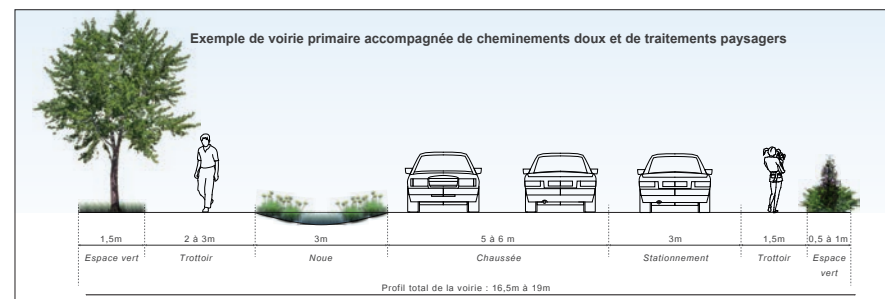 Exemple de voirie primaire accompagnée de cheminements doux et de traitements paysagers
1,5m 2 à 3m 3m 5 à 6 m 3m 1,5m 0,5 à 1m
Espace vert Trottoir Noue Chaussée Stationnement Trottoir Espace
vert
Profil total de la voirie : 16,5m à 19m